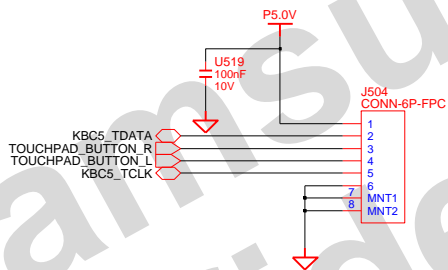 P5.0V
U519
100nF
10V
J504
CONN-6P-FPC
KBC5_TDATA
TOUCHPAD_BUTTON_R
TOUCHPAD_BUTTON_L
KBC5_TCLK
1
2
3
4
5
6
7 MNT1
8 MNT2